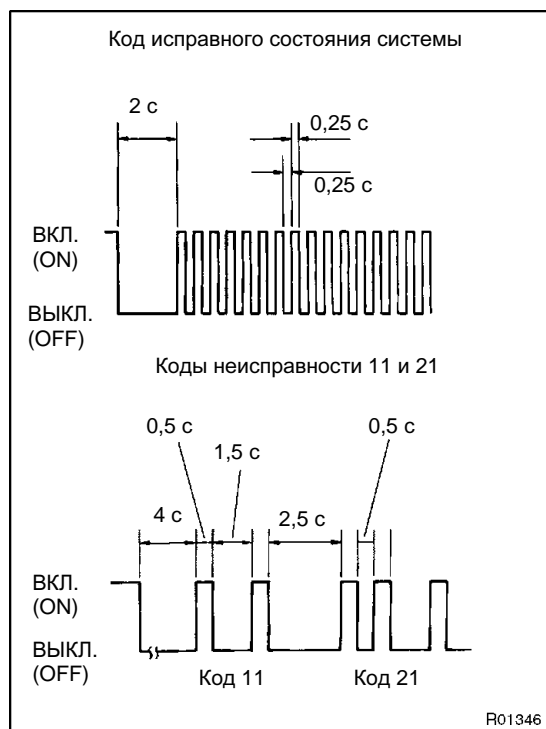 Код исправного состояния системы
2 с
0,25 с
0,25 с
ВКЛ.
(ON)
ВЫКЛ.
(OFF)
Коды неисправности 11 и 21
0,5 с
0,5 с
1,5 с
4 с
2,5 с
ВКЛ.
(ON)
ВЫКЛ.
(OFF)
Код 11
Код 21
R01346